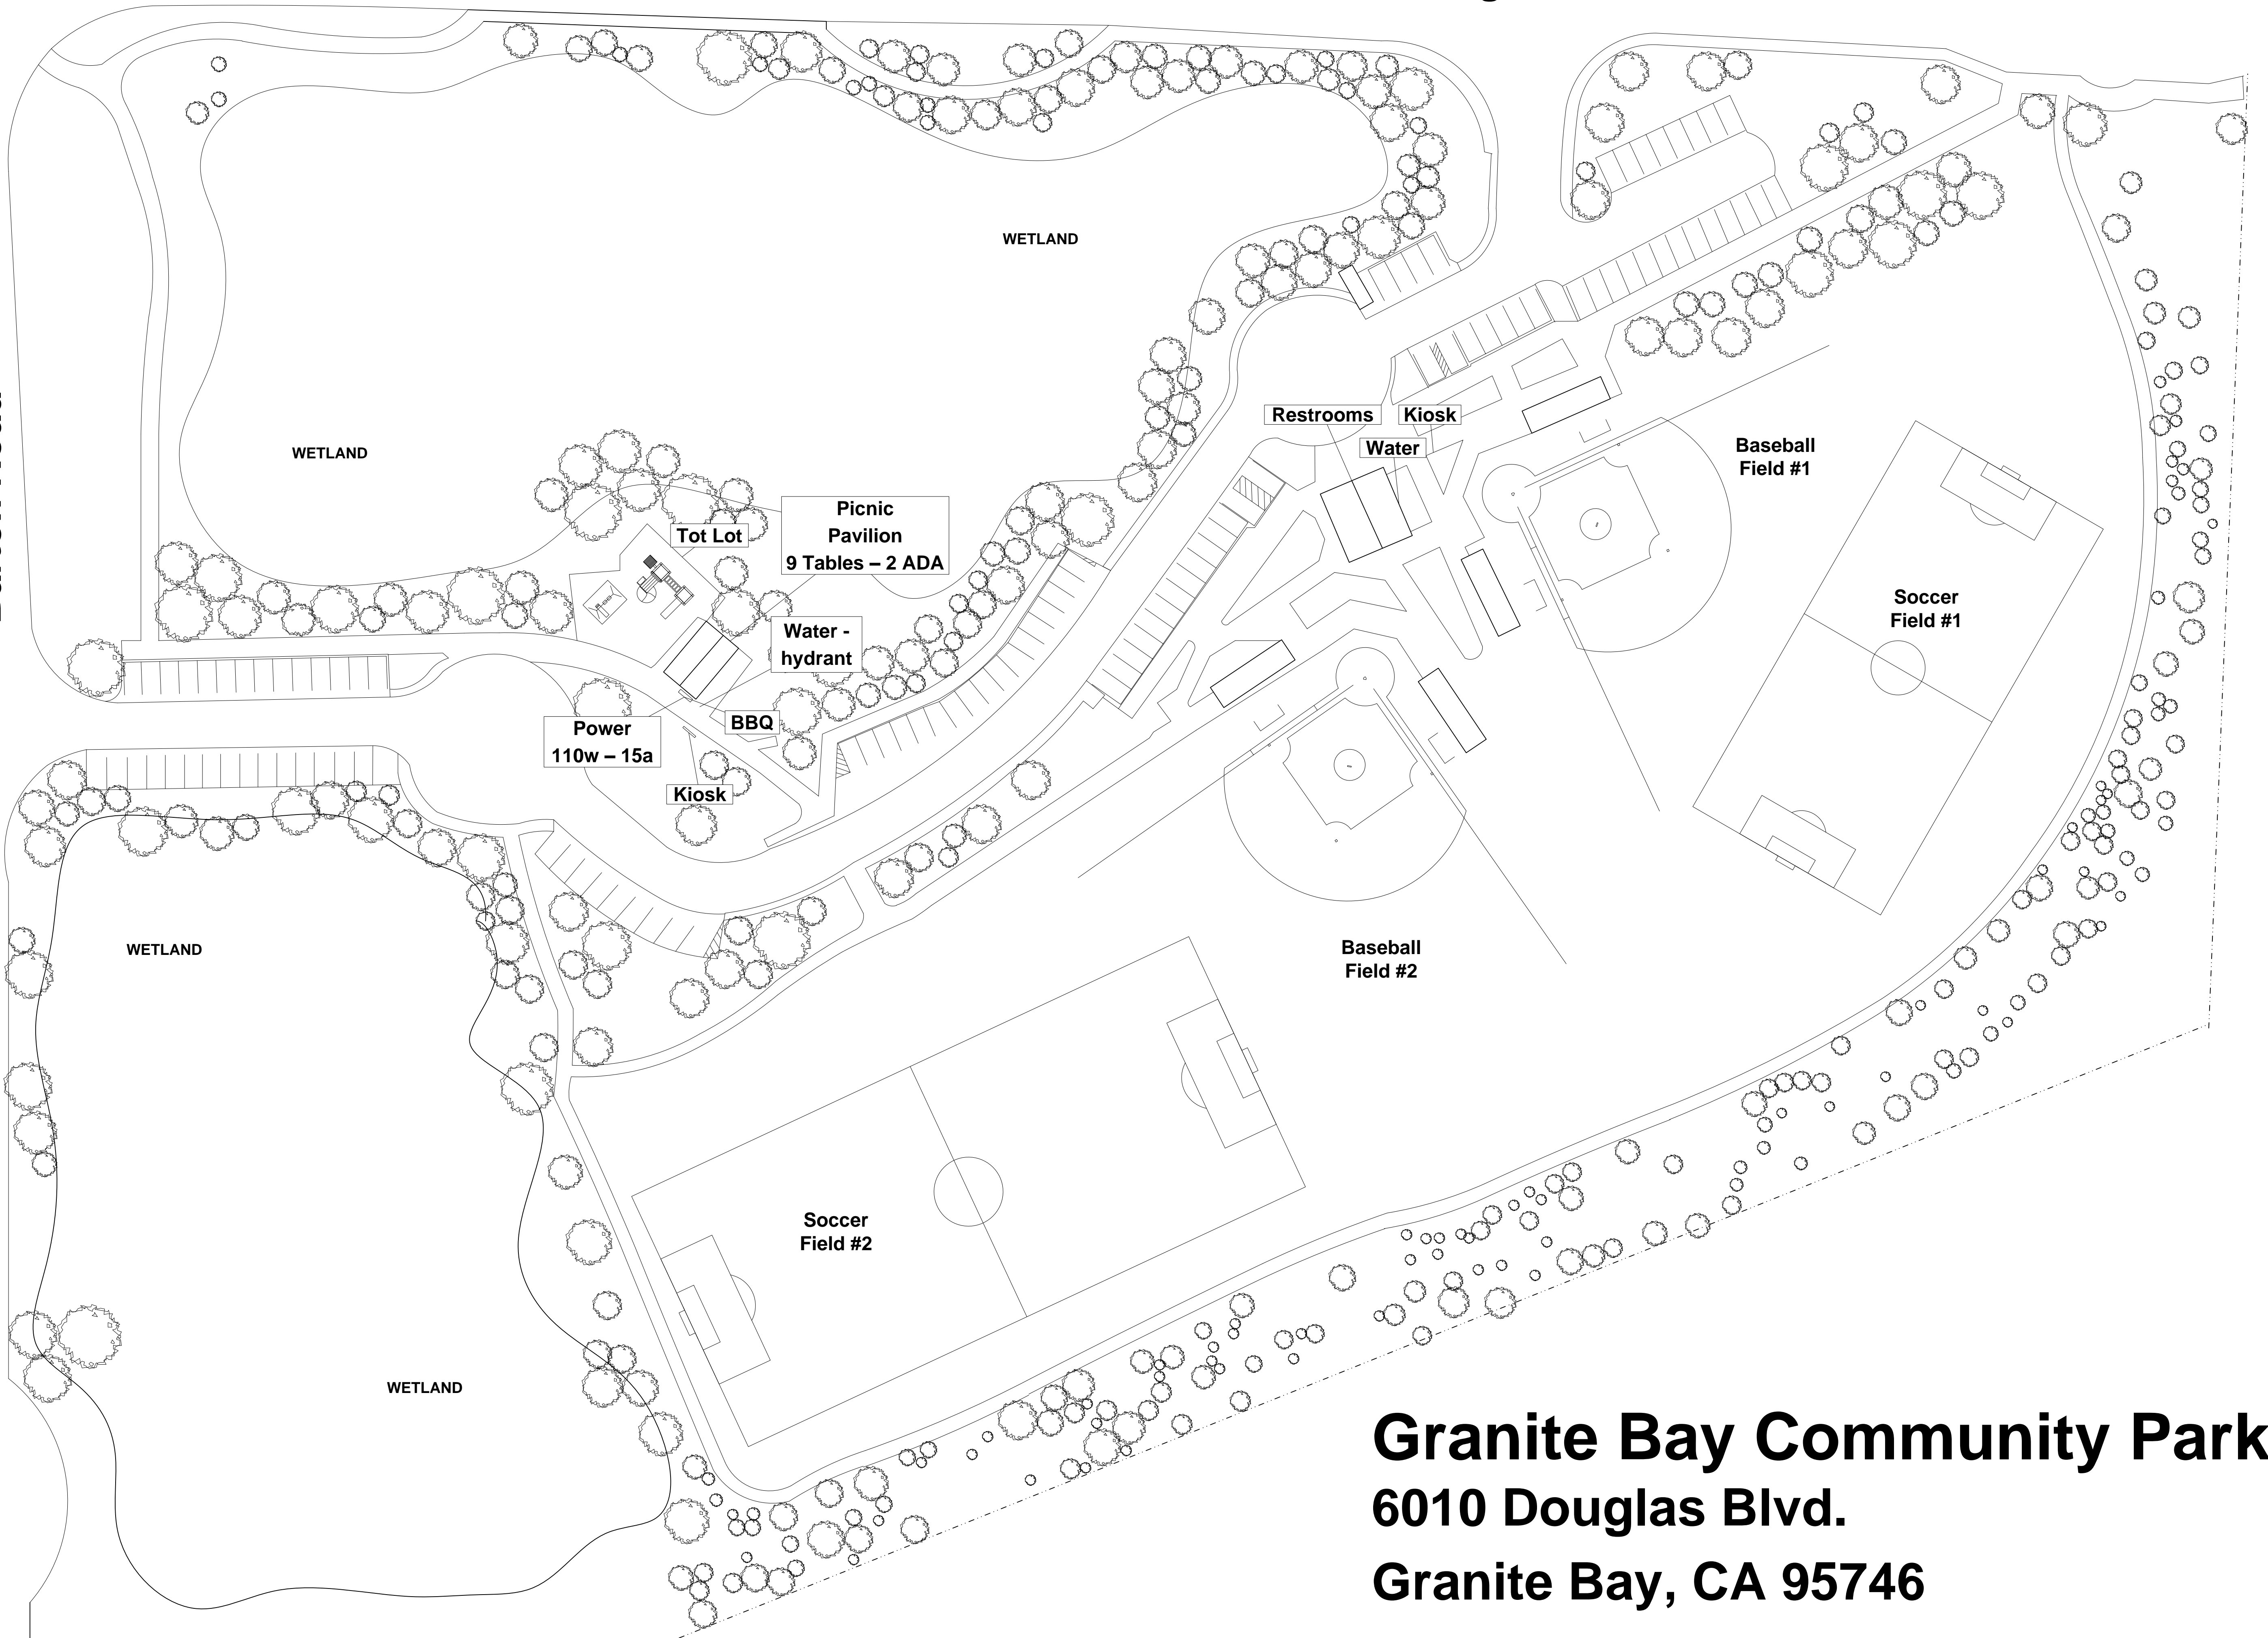 WETLAND
WETLAND
Restrooms
Kiosk
Water
Baseball
Field #1
Picnic
Pavilion
9 Tables – 2 ADA
Tot Lot
Soccer
Field #1
Water -
hydrant
BBQ
Power
110w – 15a
Kiosk
WETLAND
Baseball
Field #2
Soccer
Field #2
WETLAND
Granite Bay Community Park
6010 Douglas Blvd.
Granite Bay, CA 95746